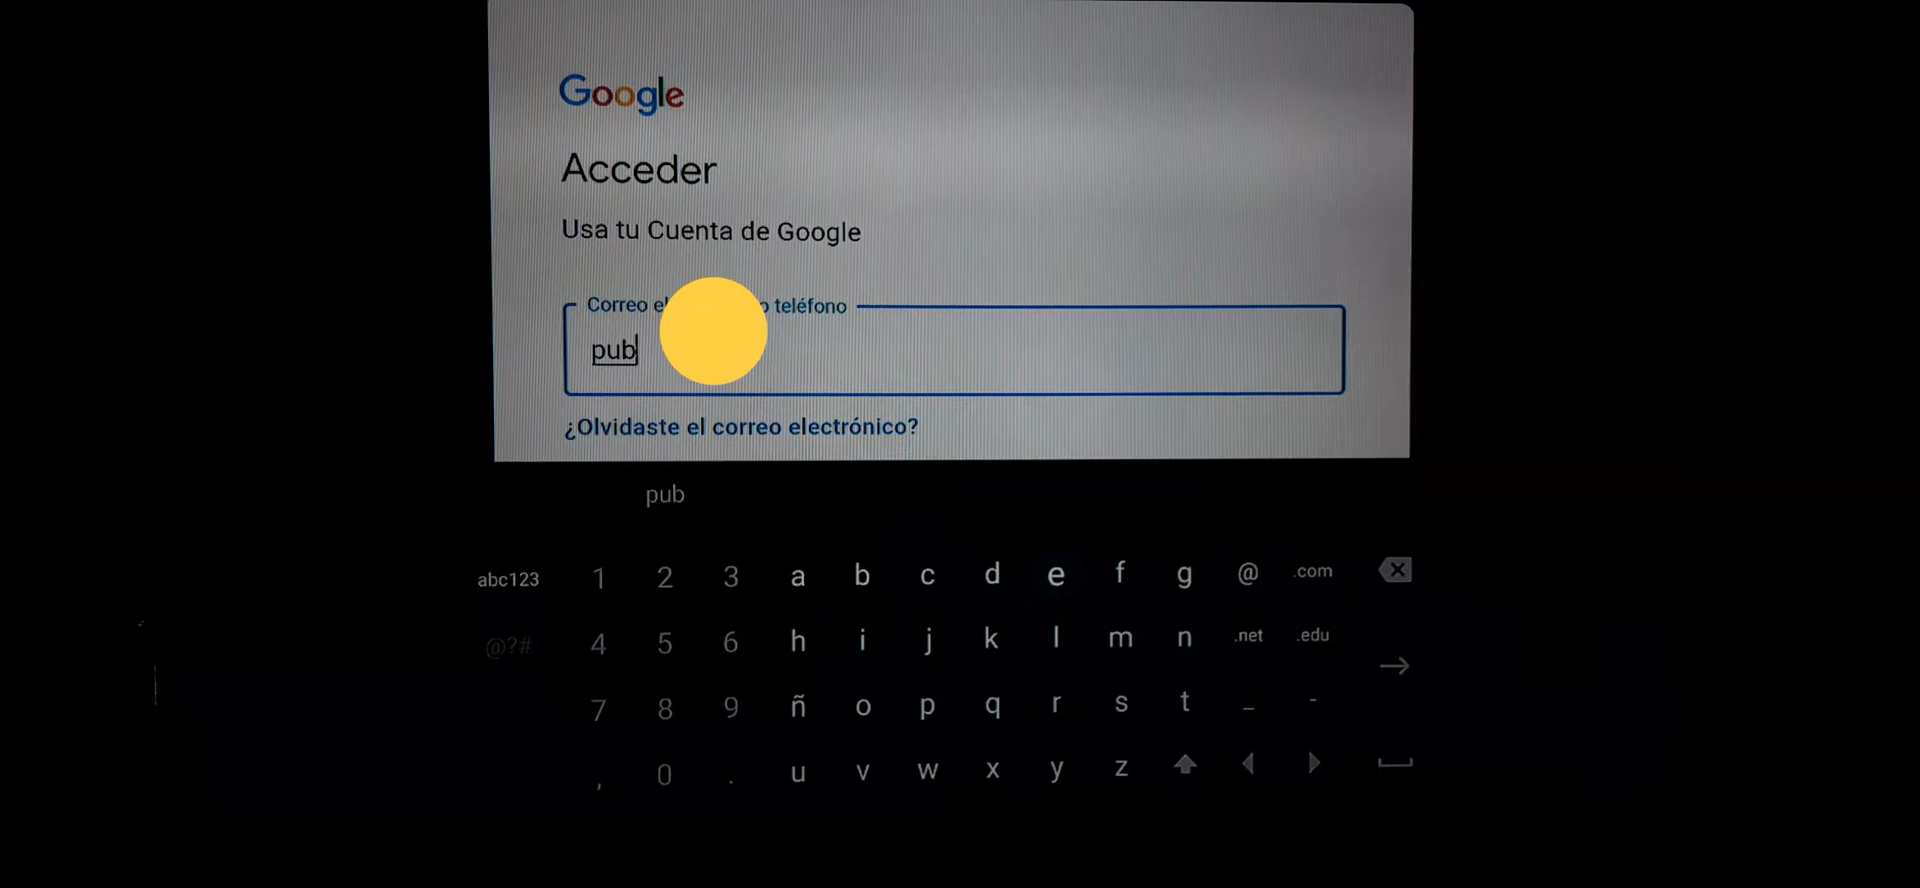 Google
Acceder
Usa tu Cuenta de Google
Correo teléfono
pub
¿Olvidaste el correo electrónico?
pub
abc123 1 2 3 a b c d e f g @ .com
@?# 4 5 6 h i j k l m n .net .edu
7 8 9 ñ o p q r s t _ -
, 0 . u v w x y z